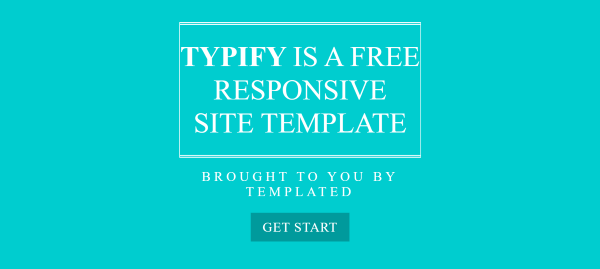 TYPIFY IS A FREE
RESPONSIVE
SITE TEMPLATE
BROUGHT TO YOU BY
TEMPLATED
GET START